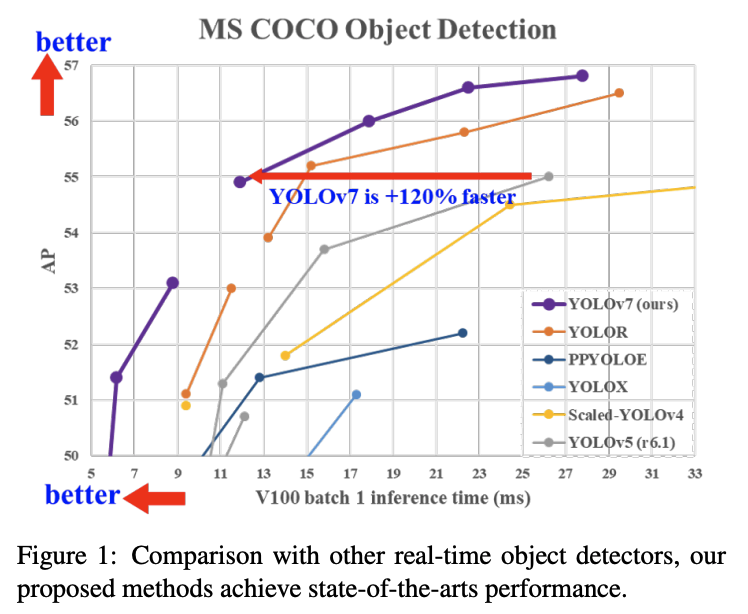 MS COCO Object Detection
better
57
56
55
54
53
52
51
50
AP
YOLOv7 is +120% faster
YOLOv7 (ours)
YOLOR
PPYOLOE
YOLOX
Scaled-YOLOv4
YOLOv5 (r6.1)
5 7 9 11 13 15 17 19 21 23 25 27 29 31 33
better
V100 batch 1 inference time (ms)
Figure 1: Comparison with other real-time object detectors, our
proposed methods achieve state-of-the-arts performance.